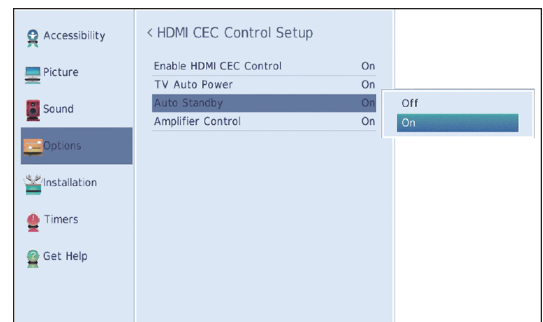 Accessibility
Picture
Sound
Options
Installation
Timers
Get Help
< HDMI CEC Control Setup
Enable HDMI CEC Control On
TV Auto Power On
Auto Standby On
Amplifier Control On
Off
On